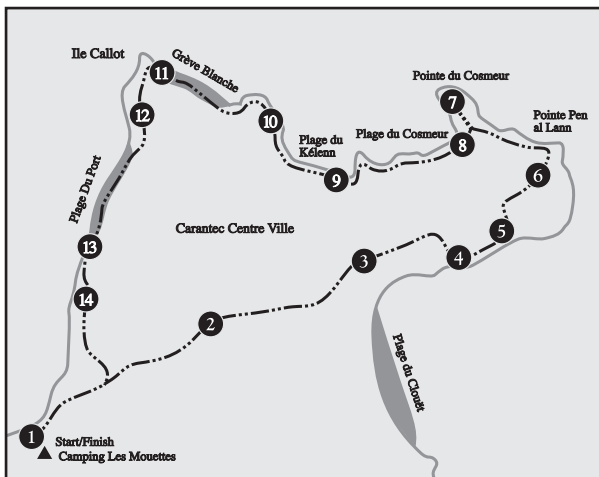 Ile Callot
Grève Blanche
Pointe du Cosmeur
11
7
12
10
Plage du Cosmeur
Pointe Pen
al Lann
Plage du
Kélenn
8
9
6
Plage Du Port
Carantec Centre Ville
5
13
3
4
14
2
Plage du Clouët
1
Start/Finish
Camping Les Mouettes